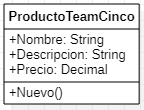 ProductoTeamCinco
+Nombre: String
+Descripcion: String
+Precio: Decimal
+Nuevo()